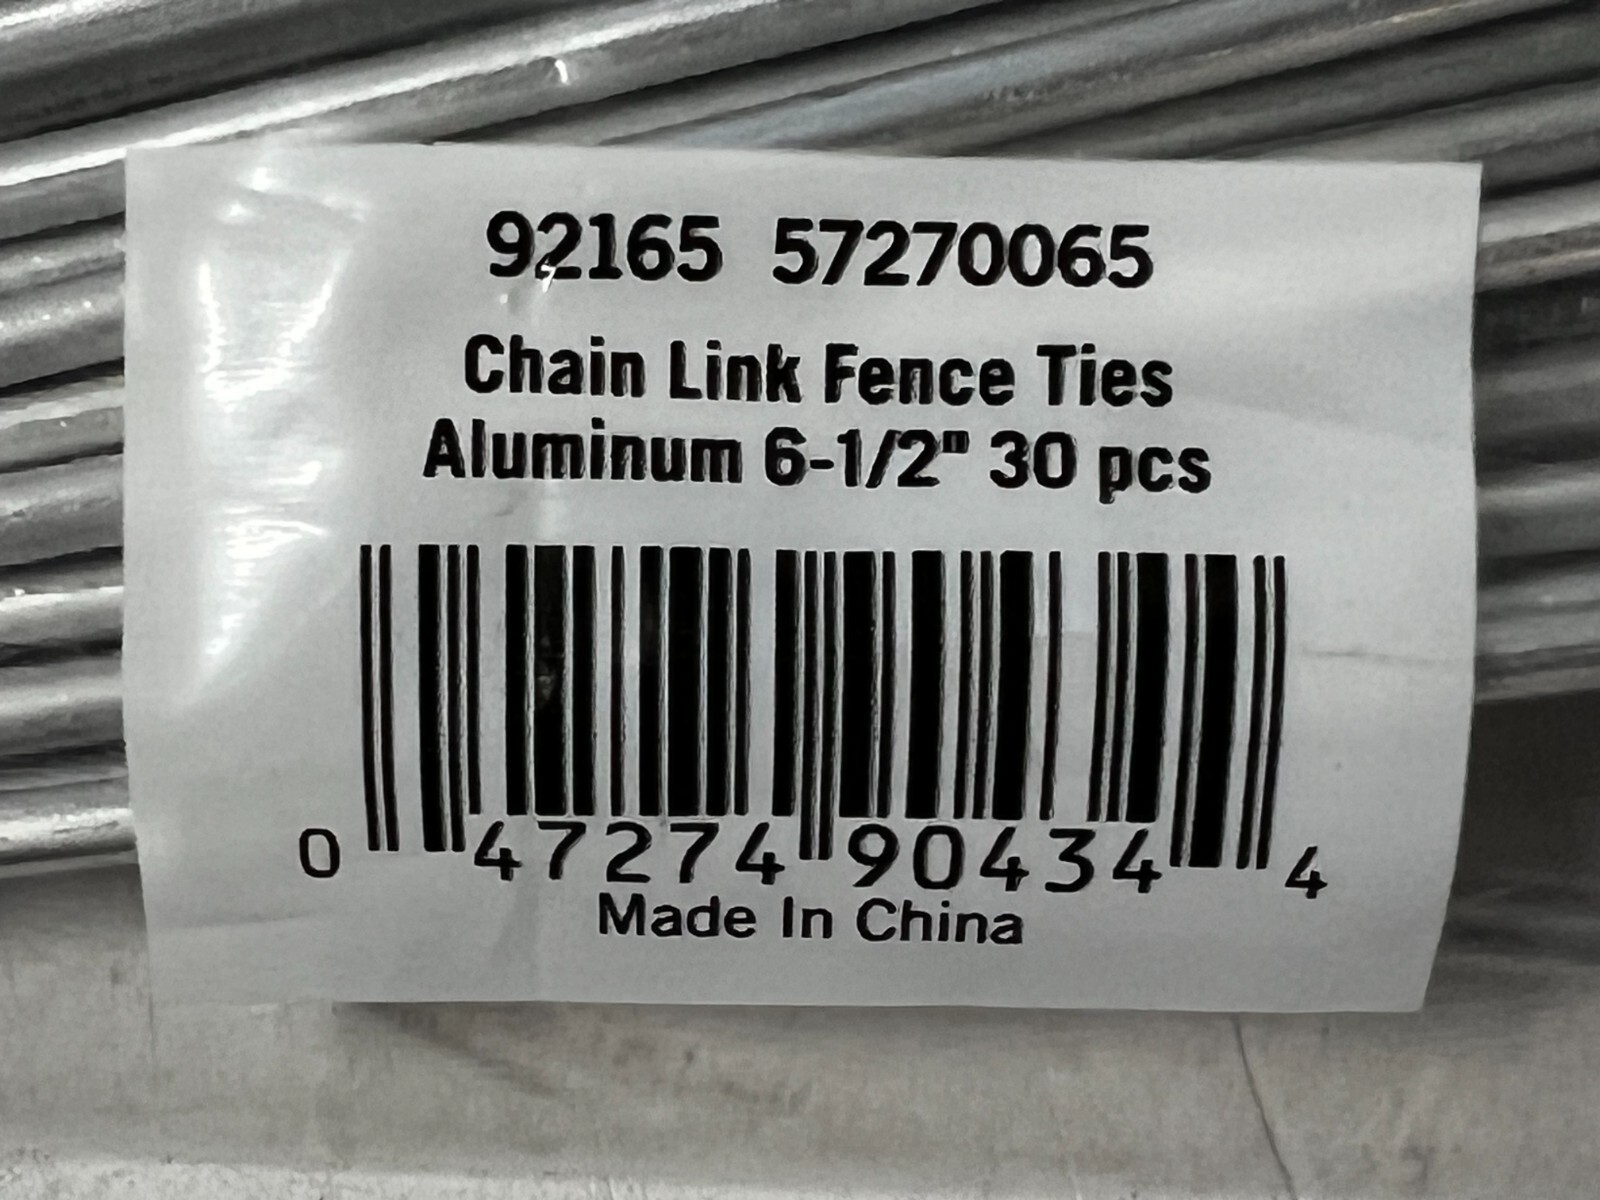 92165 57270065
Chain Link Fence Ties
Aluminum 6-1/2" 30 pcs
0 47274 90434 4
Made In China